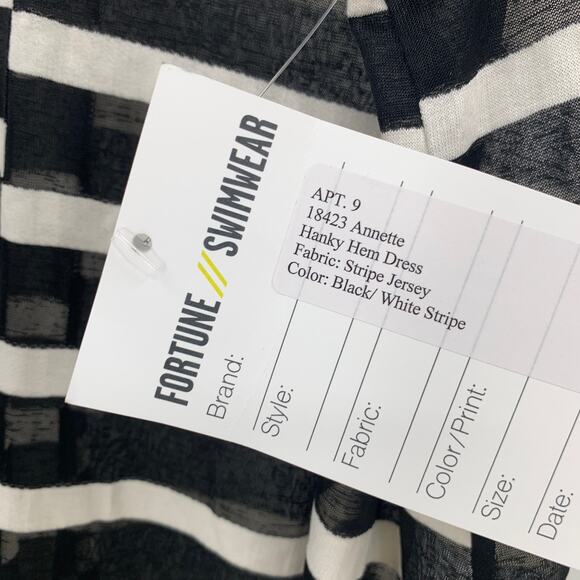 FORTUNE // SWIMWEAR
Brand:
Style:
Fabric:
Color/Print:
Size:
Date:
APT. 9
18423 Annette
Hanky Hem Dress
Fabric: Stripe Jersey
Color: Black/ White Stripe